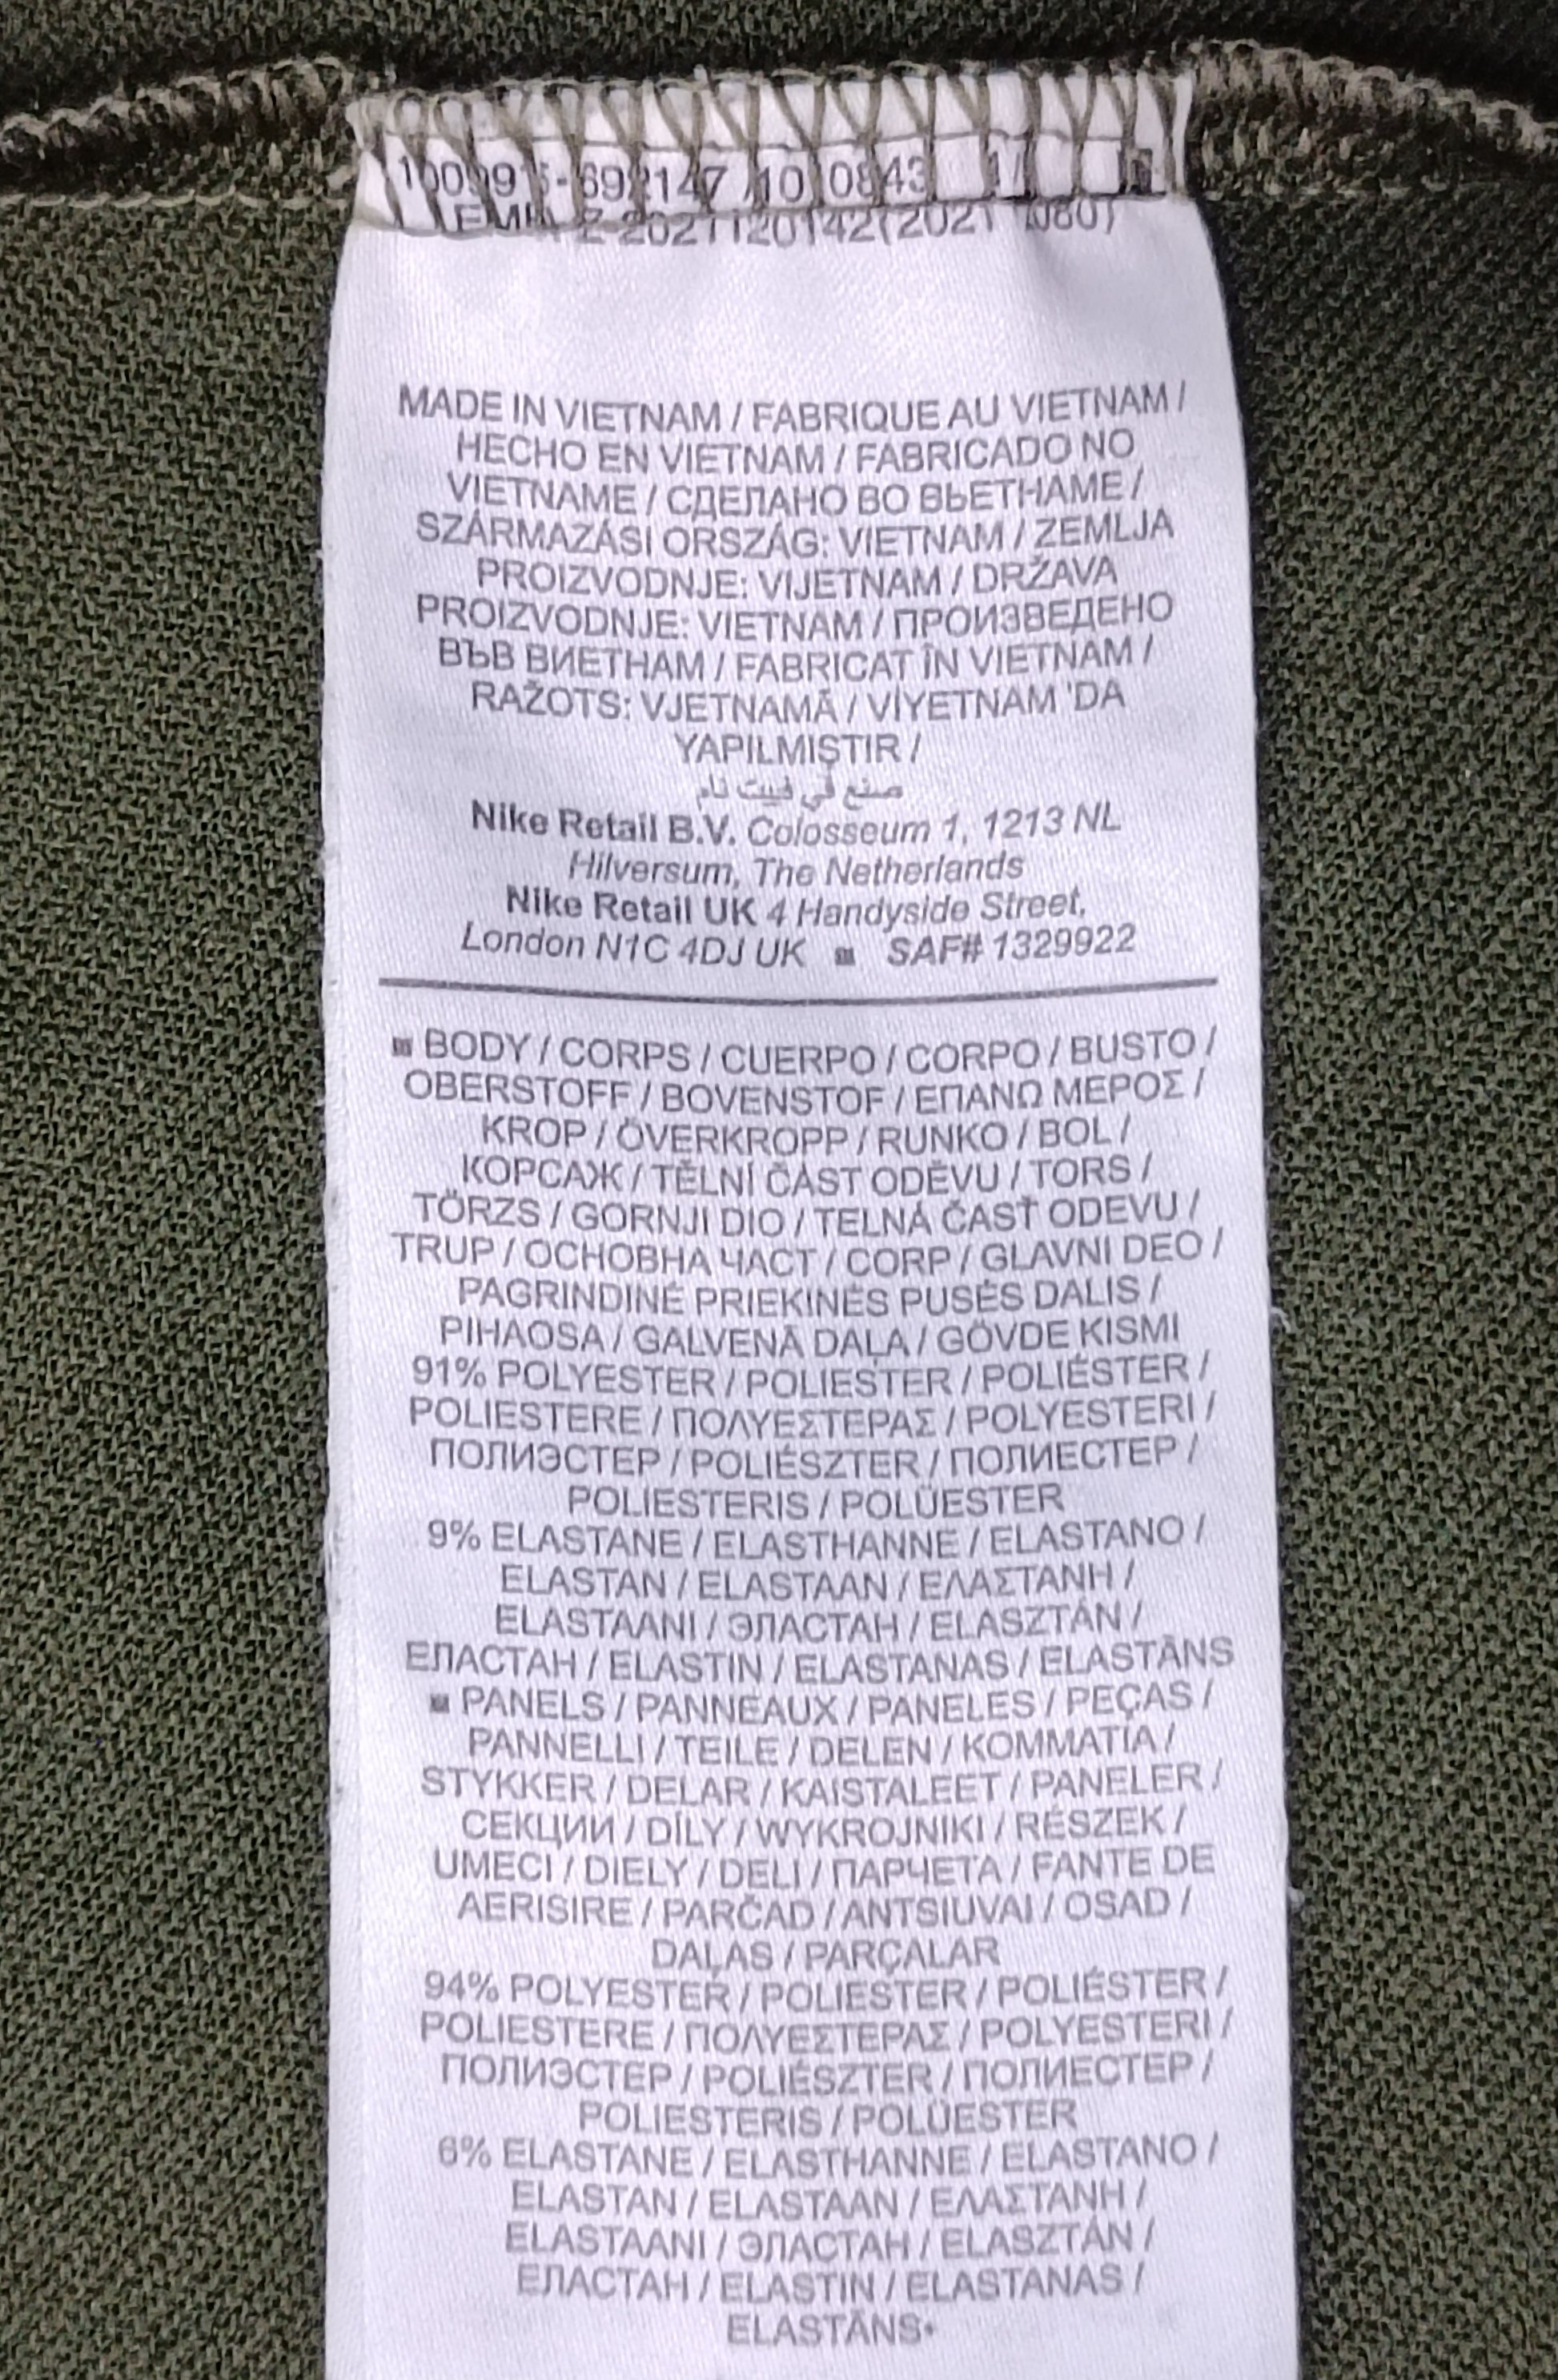 692147 10 0843
2021120142(2021
MADE IN VIETNAM / FABRIQUE AU VIETNAM /
HECHO EN VIETNAM / FABRICADO NO
VIETNAME / СДЕЛАНО ВО ВЬЕТНАМЕ /
SZÁRMAZÁSI ORSZÁG: VIETNAM / ZEMLJA
PROIZVODNJE: VIJETNAM / DRŽAVA
PROIZVODNJE: VIETNAM / ПРОИЗВЕДЕНО
ВЪВ ВИЕТНАМ / FABRICAT ÎN VIETNAM /
RAŽOTS: VJETNAMĀ / VİYETNAM 'DA
YAPILMIŞTIR /
صنع في فييت نام
Nike Retail B.V. Colosseum 1, 1213 NL
Hilversum, The Netherlands
Nike Retail UK 4 Handyside Street,
London N1C 4DJ UK ■ SAF# 1329922
■ BODY / CORPS / CUERPO / CORPO / BUSTO /
OBERSTOFF / BOVENSTOF / ΕΠΑΝΩ ΜΕΡΟΣ /
KROP / ÖVERKROPP / RUNKO / BOL /
КОРСАЖ / TĚLNÍ ČÁST ODĚVU / TORS /
TÖRZS / GORNJI DIO / TELNÁ ČASŤ ODEVU /
TRUP / ОСНОВНА ЧАСТ / CORP / GLAVNI DEO /
PAGRINDINĖ PRIEKINĖS PUSĖS DALIS /
PIHAOSA / GALVENĀ DAĻA / GÖVDE KISMI
91% POLYESTER / POLIESTER / POLIÉSTER /
POLIESTERE / ΠΟΛΥΕΣΤΕΡΑΣ / POLYESTERI /
ПОЛИЭСТЕР / POLIÉSZTER / ПОЛИЕСТЕР /
POLIESTERIS / POLÜESTER
9% ELASTANE / ELASTHANNE / ELASTANO /
ELASTAN / ELASTAAN / ΕΛΑΣΤΑΝΗ /
ELASTAANI / ЭЛАСТАН / ELASZTÁN /
ЕЛАСТАН / ELASTIN / ELASTANAS / ELASTĀNS
■ PANELS / PANNEAUX / PANELES / PEÇAS /
PANNELLI / TEILE / DELEN / ΚΟΜΜΑΤΙΑ /
STYKKER / DELAR / KAISTALEET / PANELER /
СЕКЦИИ / DÍLY / WYKROJNIKI / RÉSZEK /
UMECI / DIELY / DELI / ПАРЧЕТА / FANTE DE
AERISIRE / PARČAD / ANTSIUVAI / OSAD /
DAĻAS / PARÇALAR
94% POLYESTER / POLIESTER / POLIÉSTER /
POLIESTERE / ΠΟΛΥΕΣΤΕΡΑΣ / POLYESTERI /
ПОЛИЭСТЕР / POLIÉSZTER / ПОЛИЕСТЕР /
POLIESTERIS / POLÜESTER
6% ELASTANE / ELASTHANNE / ELASTANO /
ELASTAN / ELASTAAN / ΕΛΑΣΤΑΝΗ /
ELASTAANI / ЭЛАСТАН / ELASZTÁN /
ЕЛАСТАН / ELASTIN / ELASTANAS /
ELASTĀNS•